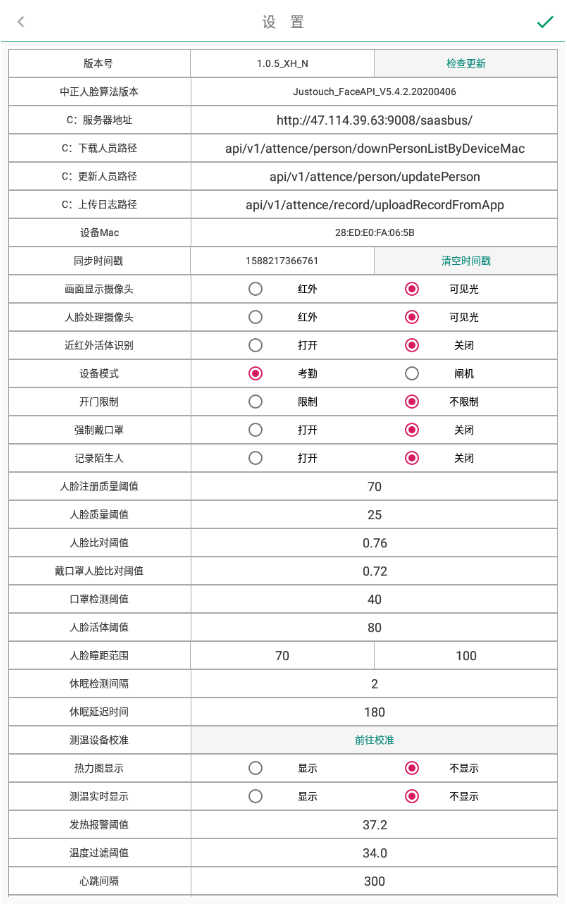 设 置
版本号 1.0.5_XH_N 检查更新
中正人脸算法版本 Justouch_FaceAPI_V5.4.2.20200406
C：服务器地址 http://47.114.39.63:9008/saasbus/
C：下载人员路径 api/v1/attence/person/downPersonListByDeviceMac
C：更新人员路径 api/v1/attence/person/updatePerson
C：上传日志路径 api/v1/attence/record/uploadRecordFromApp
设备Mac 28:ED:E0:FA:06:5B
同步时间戳 1588217366761 清空时间戳
画面显示摄像头 红外 可见光
人脸处理摄像头 红外 可见光
近红外活体识别 打开 关闭
设备模式 考勤 闸机
开门限制 限制 不限制
强制戴口罩 打开 关闭
记录陌生人 打开 关闭
人脸注册质量阈值 70
人脸质量阈值 25
人脸比对阈值 0.76
戴口罩人脸比对阈值 0.72
口罩检测阈值 40
人脸活体阈值 80
人脸瞳距范围 70 100
休眠检测间隔 2
休眠延迟时间 180
测温设备校准 前往校准
热力图显示 显示 不显示
测温实时显示 显示 不显示
发热报警阈值 37.2
温度过滤阈值 34.0
心跳间隔 300